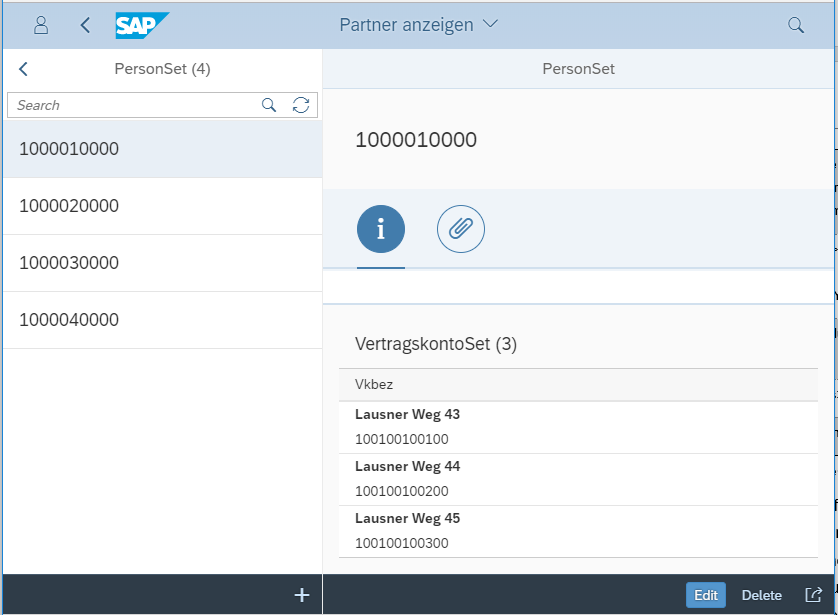 SAP
Partner anzeigen
PersonSet (4)
Search
1000010000
1000020000
1000030000
1000040000
PersonSet
1000010000
i
VertragskontoSet (3)
Vkbez
Lausner Weg 43
100100100100
Lausner Weg 44
100100100200
Lausner Weg 45
100100100300
+
Edit Delete